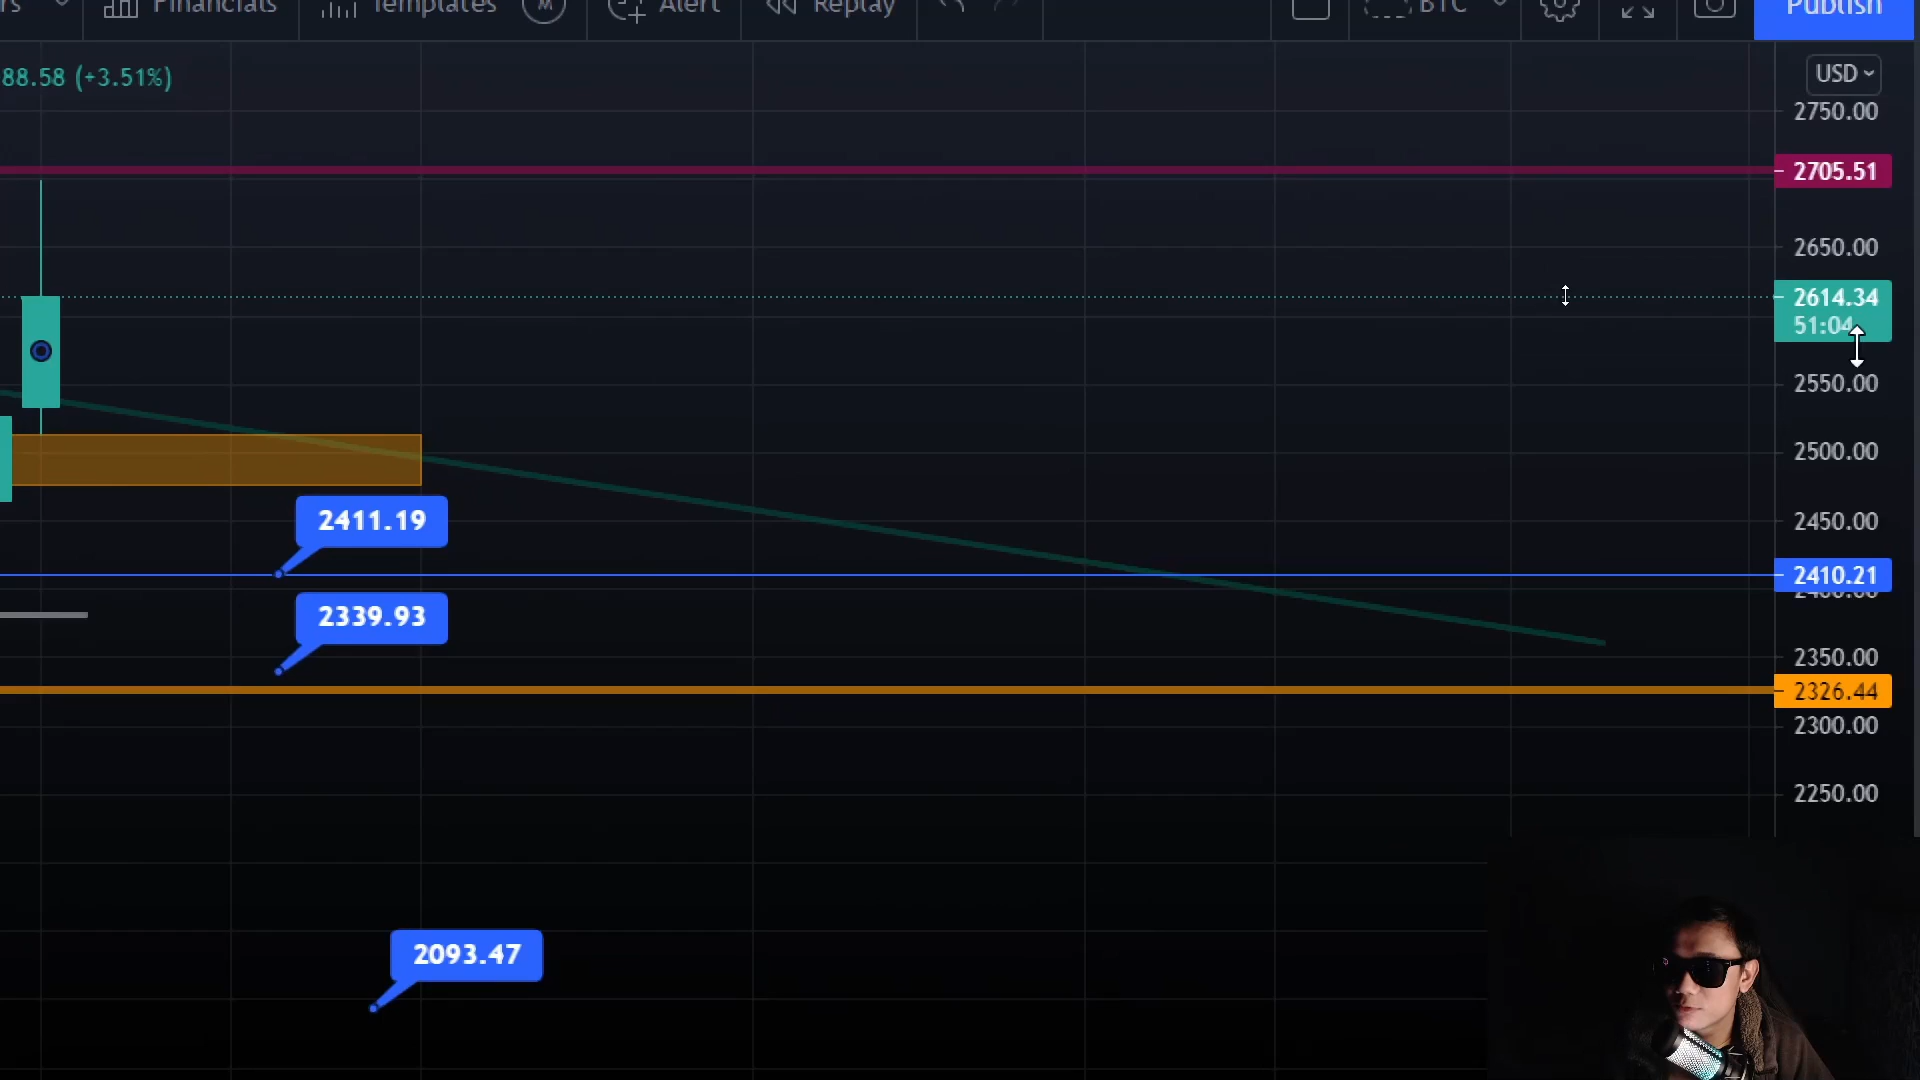 Financials
Templates
M
Alert
Replay
BTC
Publish
88.58 (+3.51%)
USD
2750.00
2705.51
2650.00
2614.34
51:04
2550.00
2500.00
2411.19
2450.00
2410.21
2400.00
2339.93
2350.00
2326.44
2300.00
2250.00
2093.47